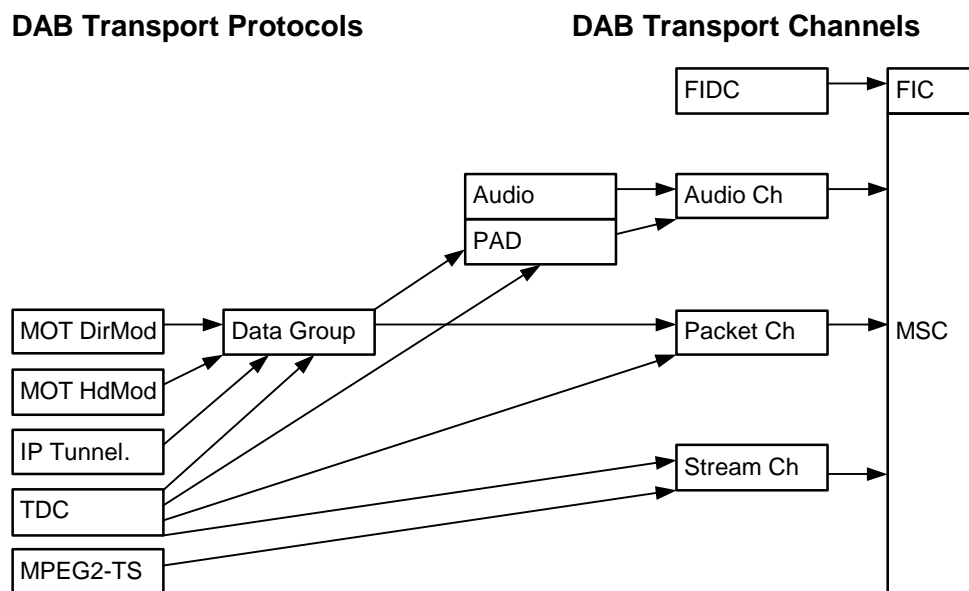 DAB Transport Protocols
DAB Transport Channels
FIDC
FIC
Audio
Audio Ch
PAD
MOT DirMod
Data Group
Packet Ch
MSC
MOT HdMod
IP Tunnel.
Stream Ch
TDC
MPEG2-TS